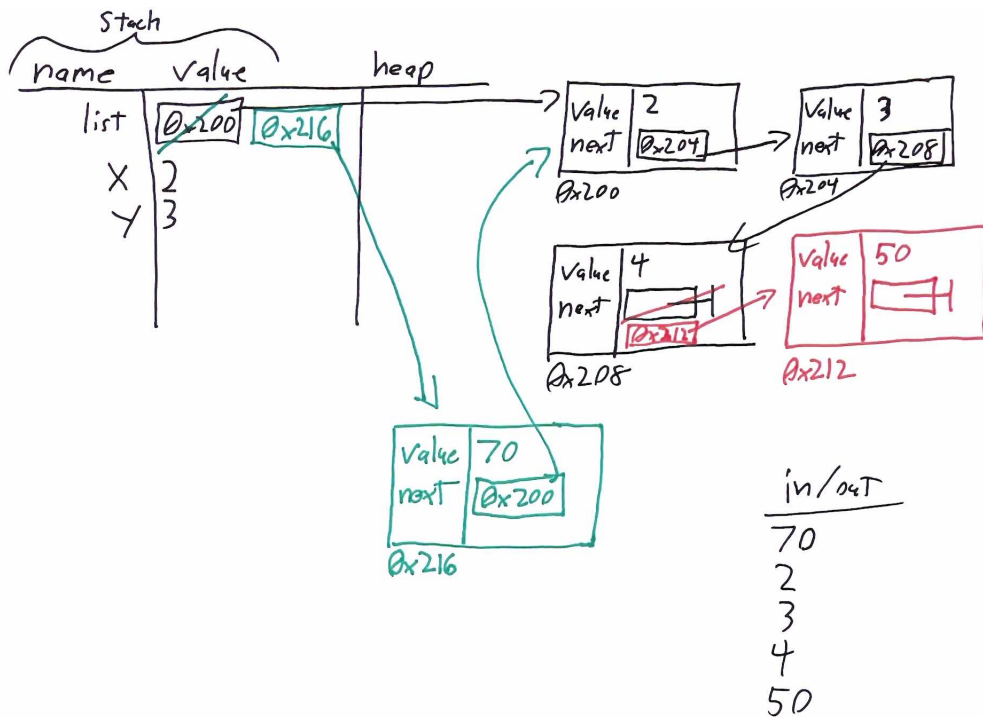 Stach
name value heap
list 0x200 0x216
X 2
Y 3
value 2
next 0x204
0x200
value 3
next 0x208
0x204
value 4
next
0x212
0x208
value 50
next
0x212
value 70
next 0x200
0x216
in/out
70
2
3
4
50